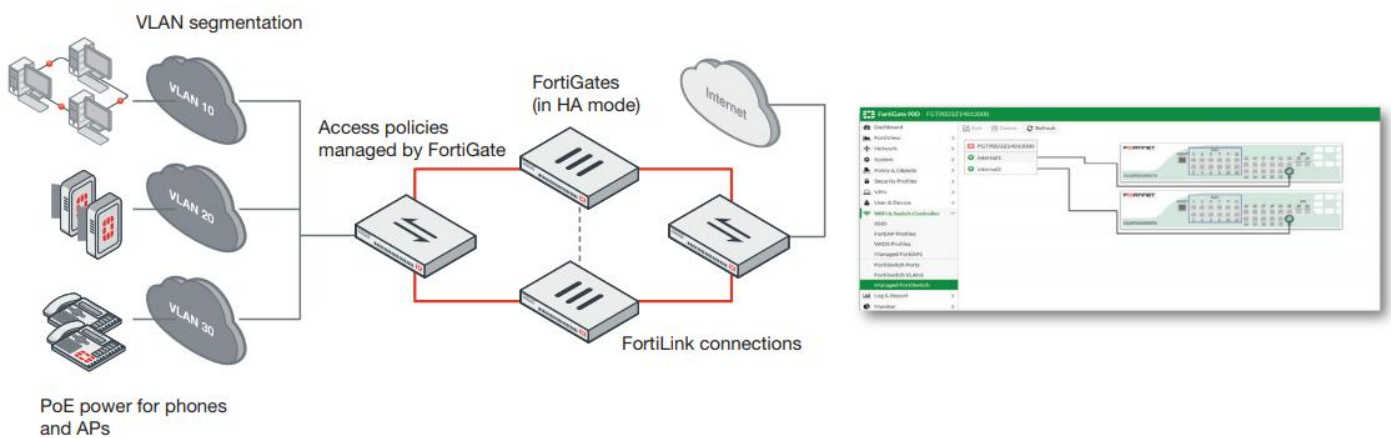 VLAN segmentation
VLAN 10
VLAN 20
VLAN 30
PoE power for phones
and APs
Access policies
managed by FortiGate
FortiGates
(in HA mode)
Internet
FortiLink connections
FortiGate 90D
Dashboard
FortiView
Network
System
Policy & Objects
Security Profiles
VPN
User & Device
WiFi & Switch Controller
SSID
FortiAP Profiles
WIDS Profiles
Managed FortiAPs
FortiSwitch Ports
FortiSwitch VLANs
Managed FortiSwitch
Log & Report
Monitor
Edit
Delete
Refresh
internal1
internal2
FORTINET
FORTINET